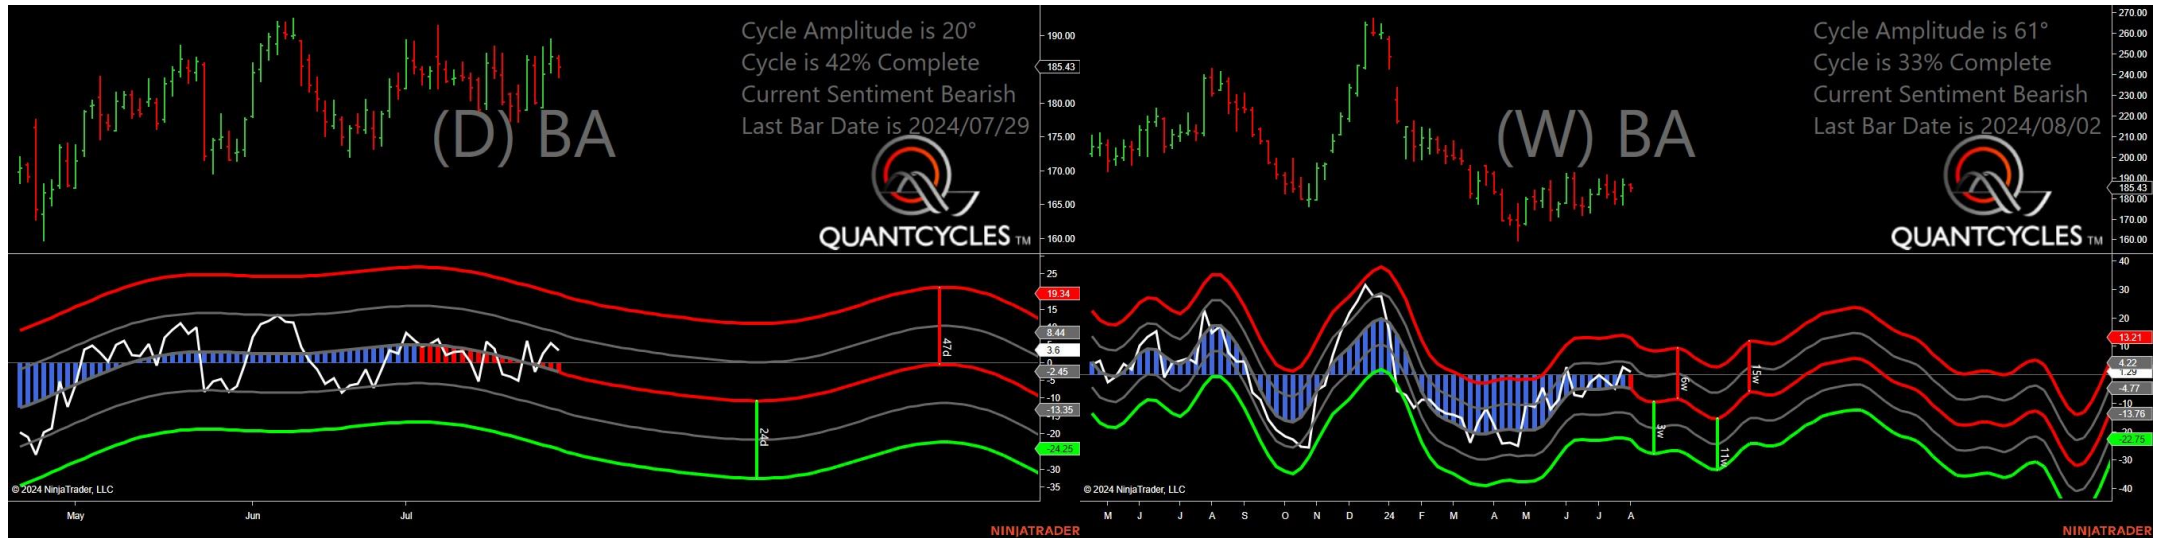 Cycle Amplitude is 20°
Cycle is 42% Complete
Current Sentiment Bearish
Last Bar Date is 2024/07/29
(D) BA
QUANTCYCLES TM
190.00
185.43
180.00
175.00
170.00
165.00
160.00
25
19.34
15
8.44
3.6
0
-2.45
-5
-10
-13.35
-20
-24.25
-30
-35
47d
24d
© 2024 NinjaTrader, LLC
May Jun Jul
NINJATRADER
Cycle Amplitude is 61°
Cycle is 33% Complete
Current Sentiment Bearish
Last Bar Date is 2024/08/02
(W) BA
QUANTCYCLES TM
270.00
260.00
250.00
240.00
230.00
220.00
210.00
200.00
190.00
185.43
180.00
170.00
160.00
40
30
20
13.21
10
4.22
1.29
-4.77
-13.76
-22.75
-30
-40
6w
15w
3w
11w
© 2024 NinjaTrader, LLC
M J J A S O N D 24 F M A M J J A
NINJATRADER